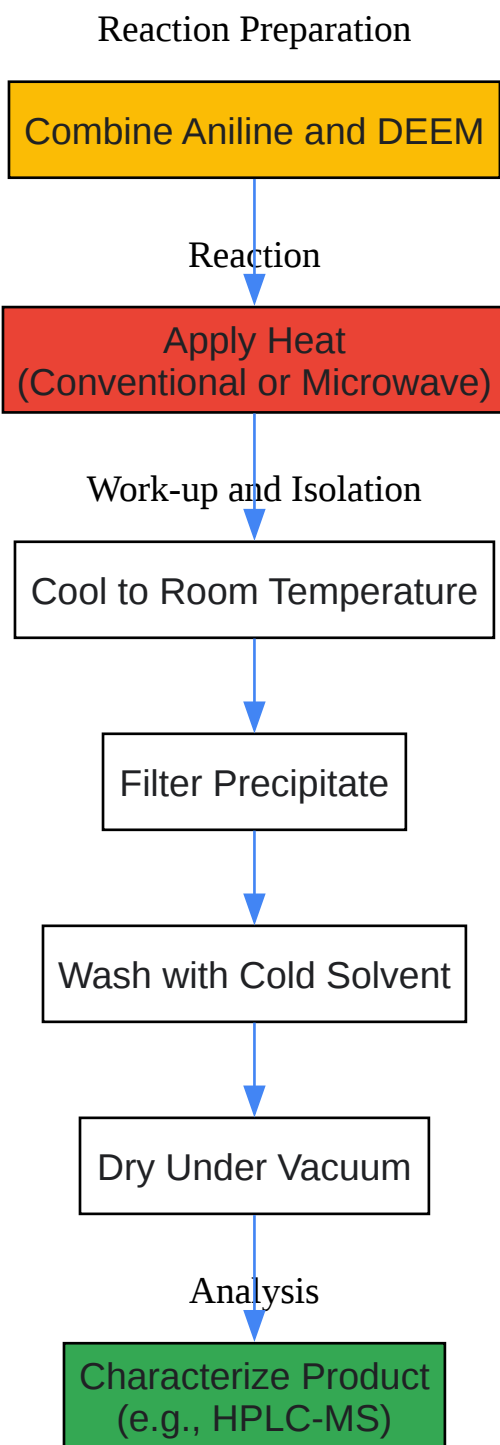 Reaction Preparation
Combine Aniline and DEEM
Reaction
Apply Heat
(Conventional or Microwave)
Work-up and Isolation
Cool to Room Temperature
Filter Precipitate
Wash with Cold Solvent
Dry Under Vacuum
Analysis
Characterize Product
(e.g., HPLC-MS)